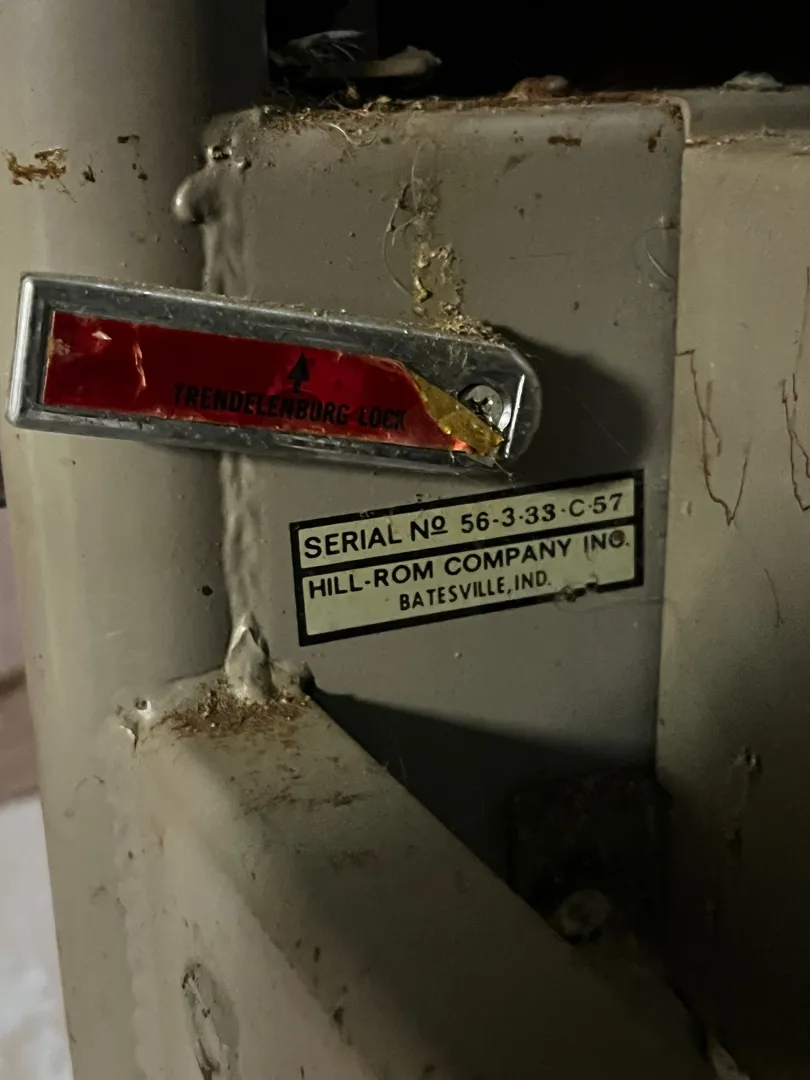 TRENDELENBURG LOCK
SERIAL Nº 56-3-33-C-57
HILL-ROM COMPANY INC.
BATESVILLE, IND.